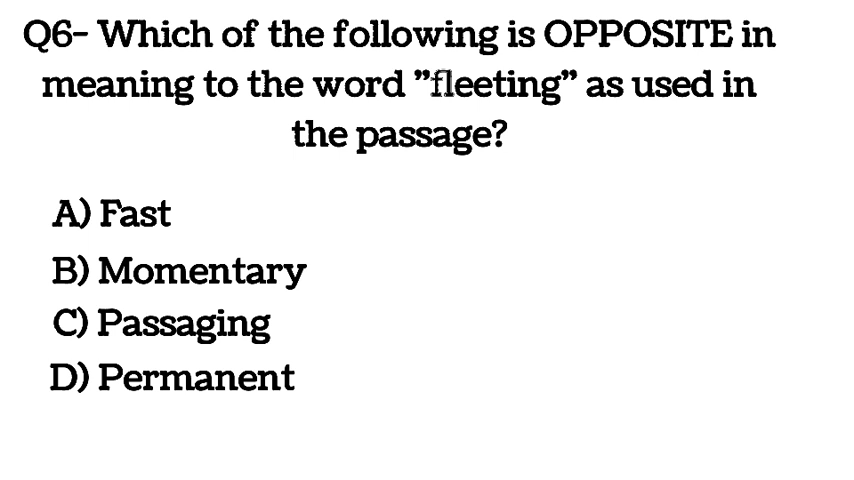 Q6- Which of the following is OPPOSITE in
meaning to the word ”fleeting” as used in
the passage?
A) Fast
B) Momentary
C) Passaging
D) Permanent